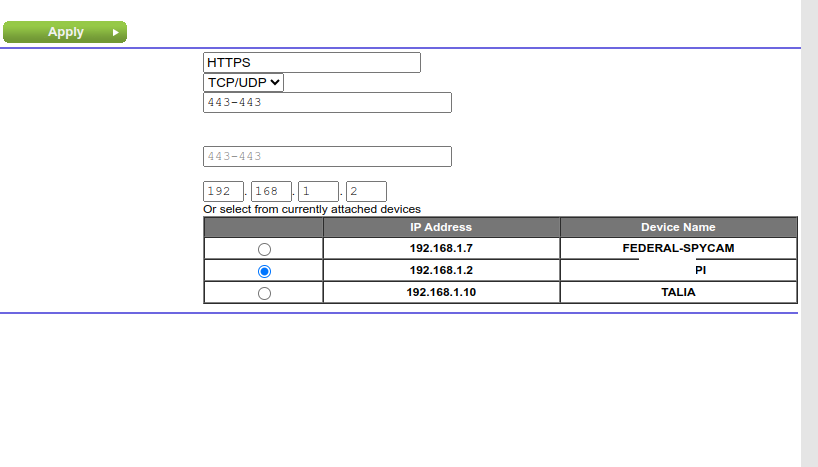 Apply
HTTPS
TCP/UDP
443-443
443-443
192 . 168 . 1 . 2
Or select from currently attached devices
IP Address Device Name
192.168.1.7 FEDERAL-SPYCAM
192.168.1.2 PI
192.168.1.10 TALIA